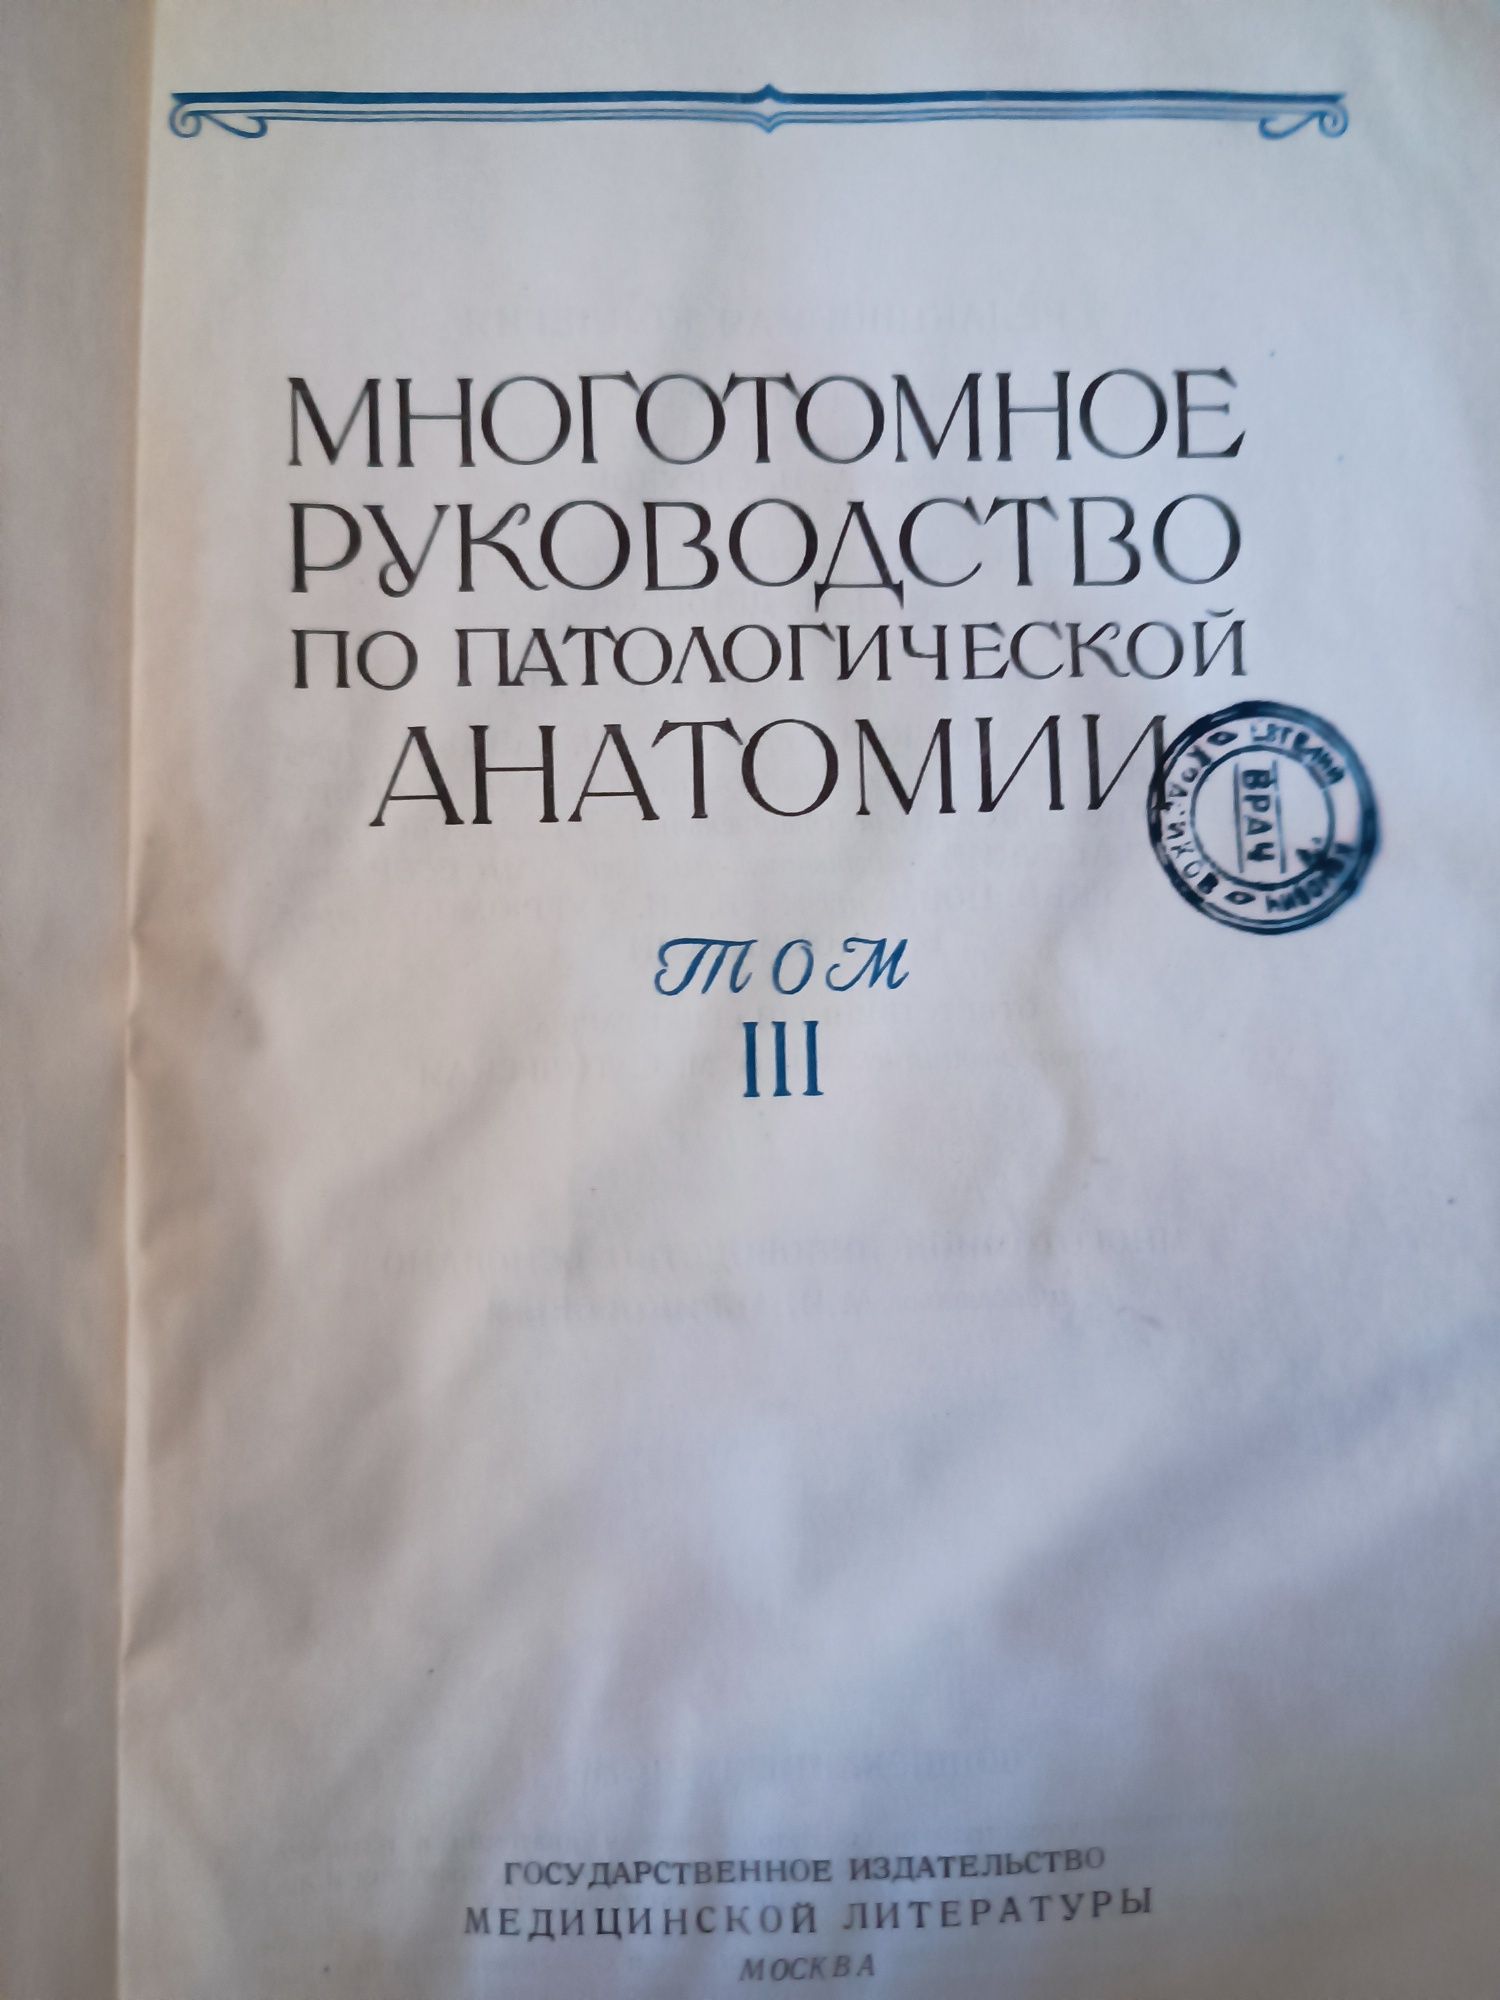 МНОГОТОМНОЕ
РУКОВОДСТВО
ПО ПАТОЛОГИЧЕСКОЙ
АНАТОМИИ
ВРАЧ
ТОМ
III
ГОСУДАРСТВЕННОЕ ИЗДАТЕЛЬСТВО
МЕДИЦИНСКОЙ ЛИТЕРАТУРЫ
МОСКВА